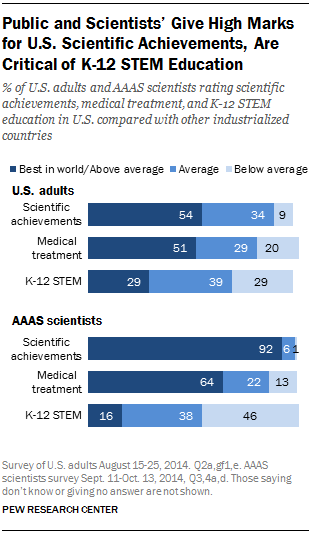 Public and Scientists' Give High Marks
for U.S. Scientific Achievements, Are
Critical of K-12 STEM Education
% of U.S. adults and AAAS scientists rating scientific
achievements, medical treatment, and K-12 STEM
education in U.S. compared with other industrialized
countries
Best in world/Above average Average Below average
U.S. adults
Scientific
achievements 54 34 9
Medical
treatment 51 29 20
K-12 STEM 29 39 29
AAAS scientists
Scientific
achievements 92 6 1
Medical
treatment 64 22 13
K-12 STEM 16 38 46
Survey of U.S. adults August 15-25, 2014. Q2a,gf1,e. AAAS
scientists survey Sept. 11-Oct. 13, 2014, Q3,4a,d. Those saying
don't know or giving no answer are not shown.
PEW RESEARCH CENTER